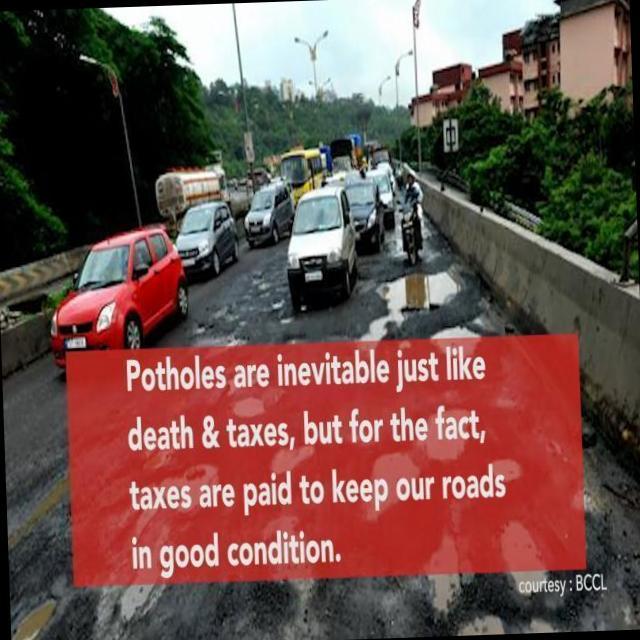 Potholes are inevitable just like
death & taxes, but for the fact,
taxes are paid to keep our roads
in good condition.
courtesy : BCCL